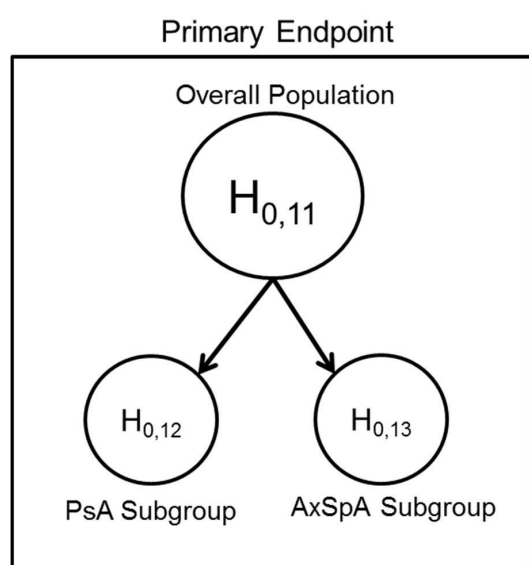 Primary Endpoint
Overall Population
H0,11
H0,12
H0,13
PsA Subgroup
AxSpA Subgroup